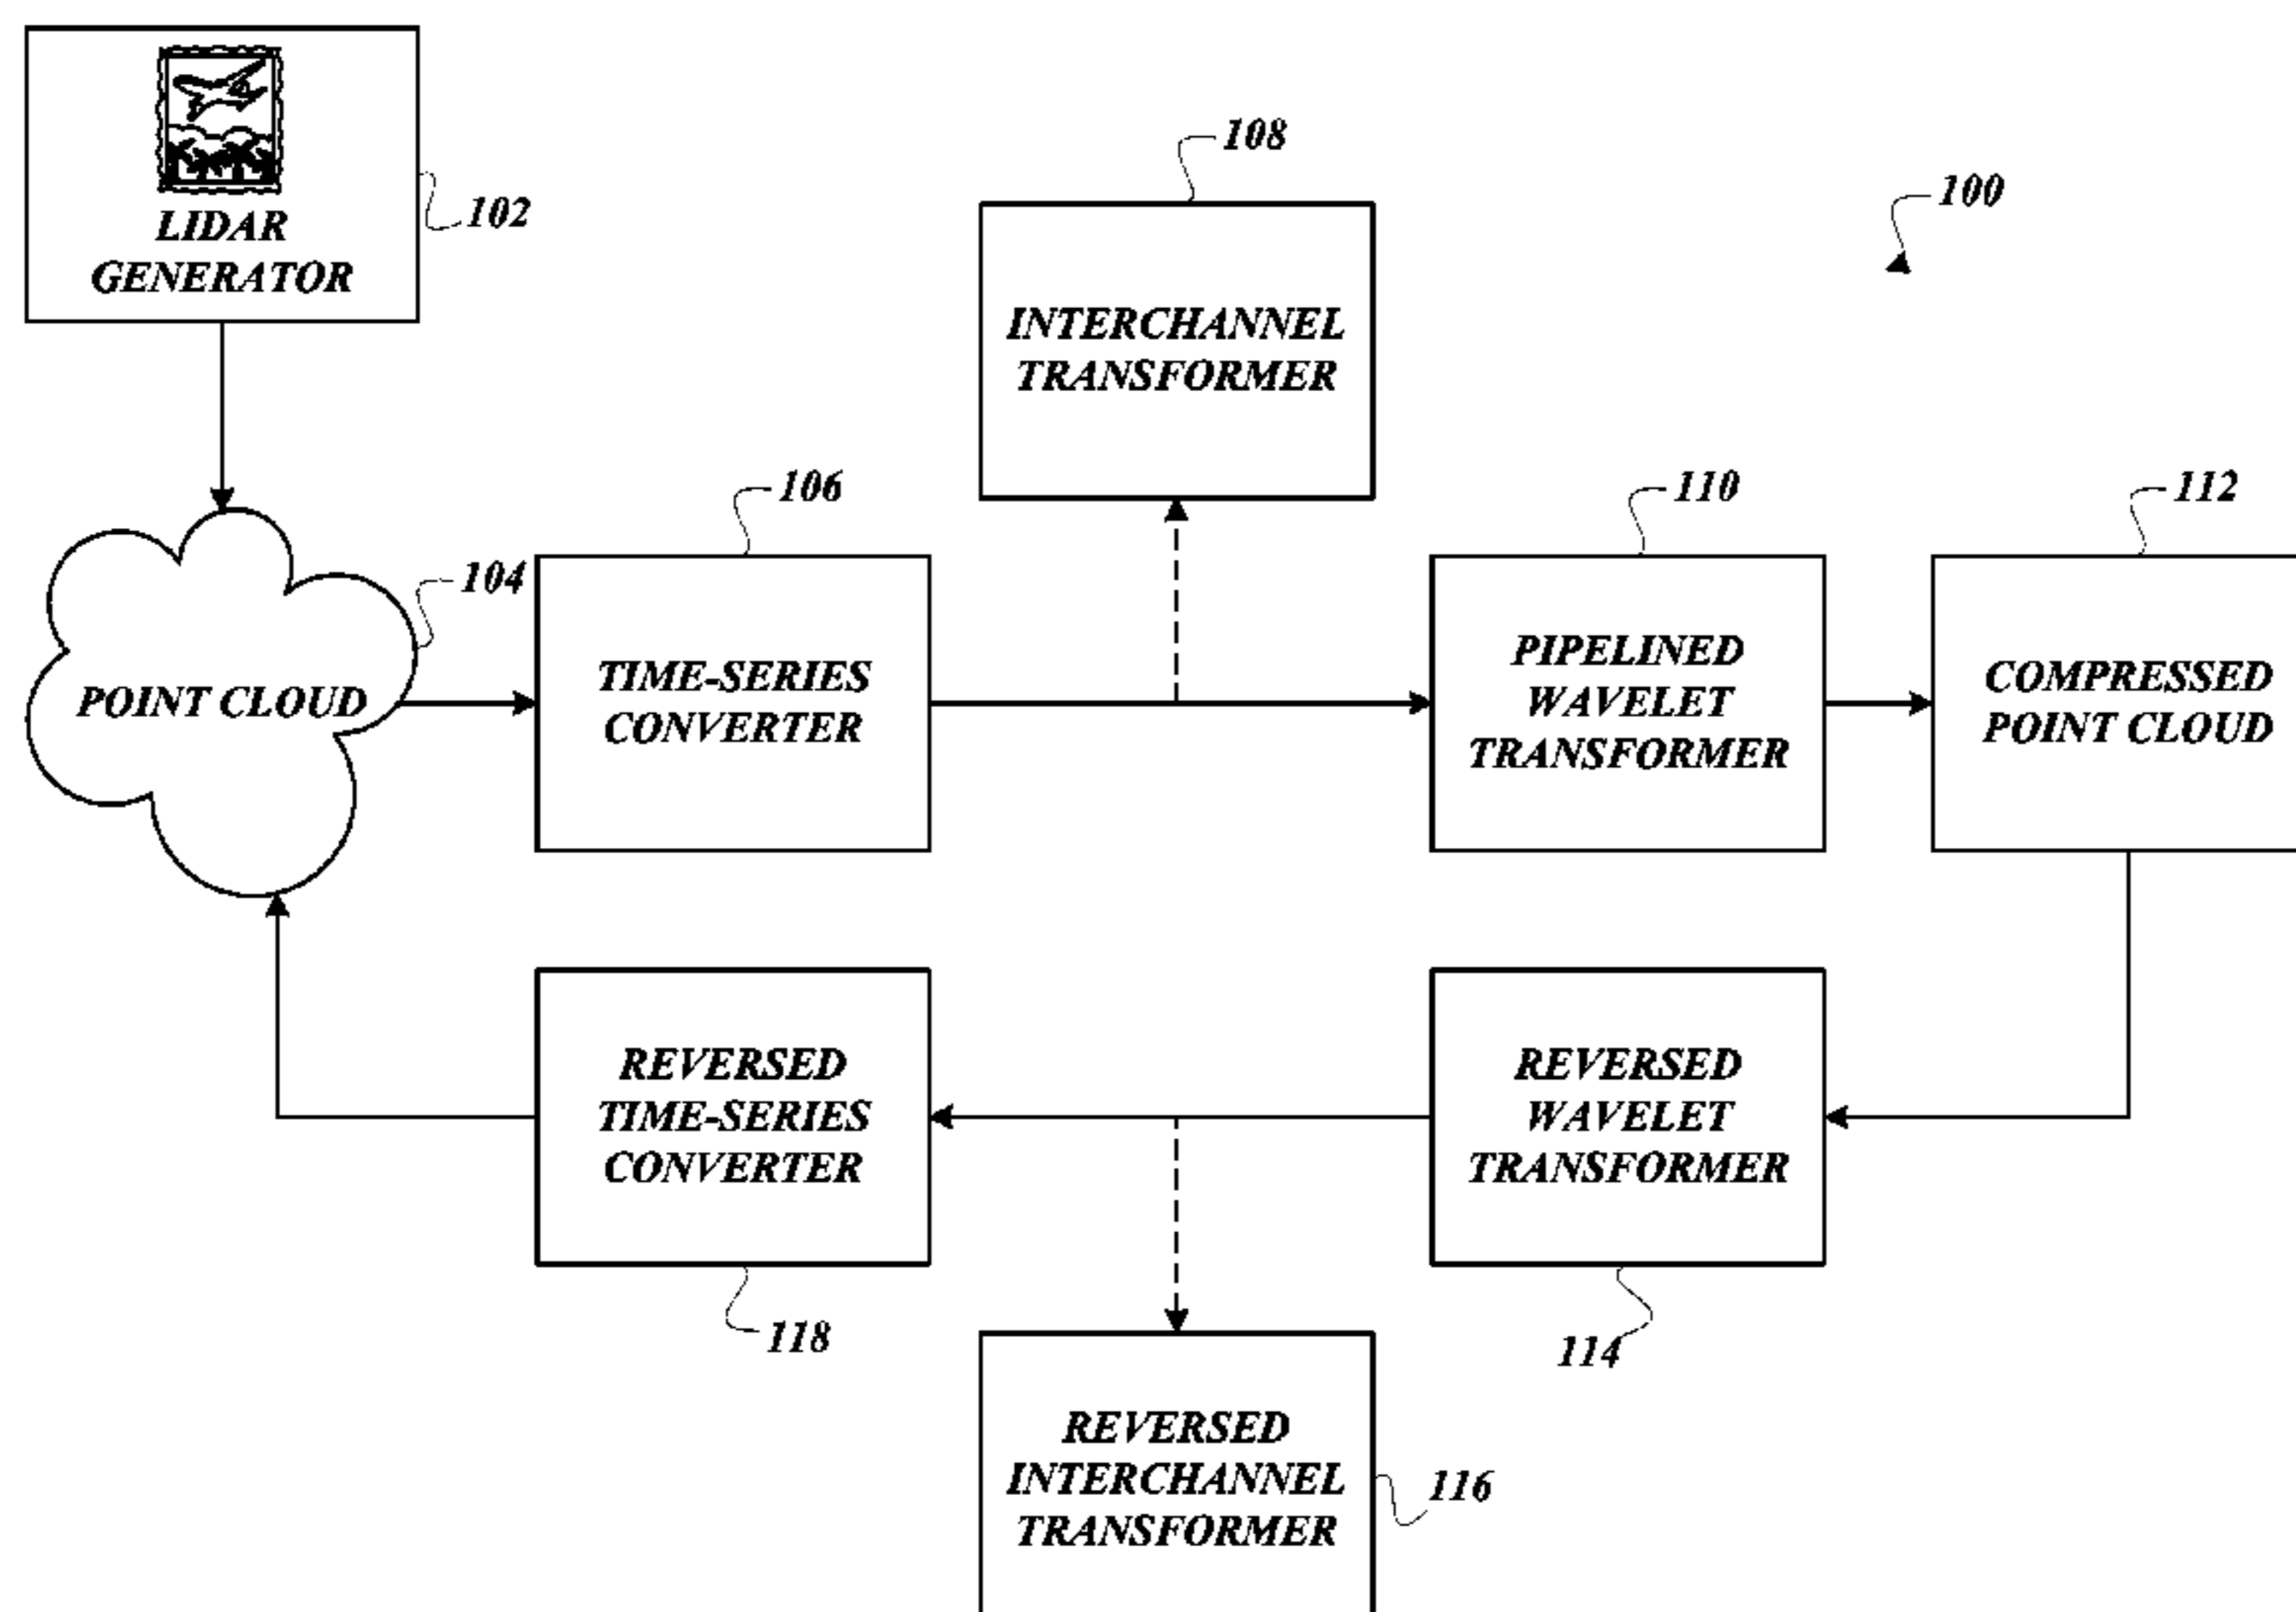 LIDAR
GENERATOR
102
108
100
INTERCHANNEL
TRANSFORMER
104
POINT CLOUD
106
TIME-SERIES
CONVERTER
110
PIPELINED
WAVELET
TRANSFORMER
112
COMPRESSED
POINT CLOUD
REVERSED
TIME-SERIES
CONVERTER
118
REVERSED
WAVELET
TRANSFORMER
114
REVERSED
INTERCHANNEL
TRANSFORMER
116